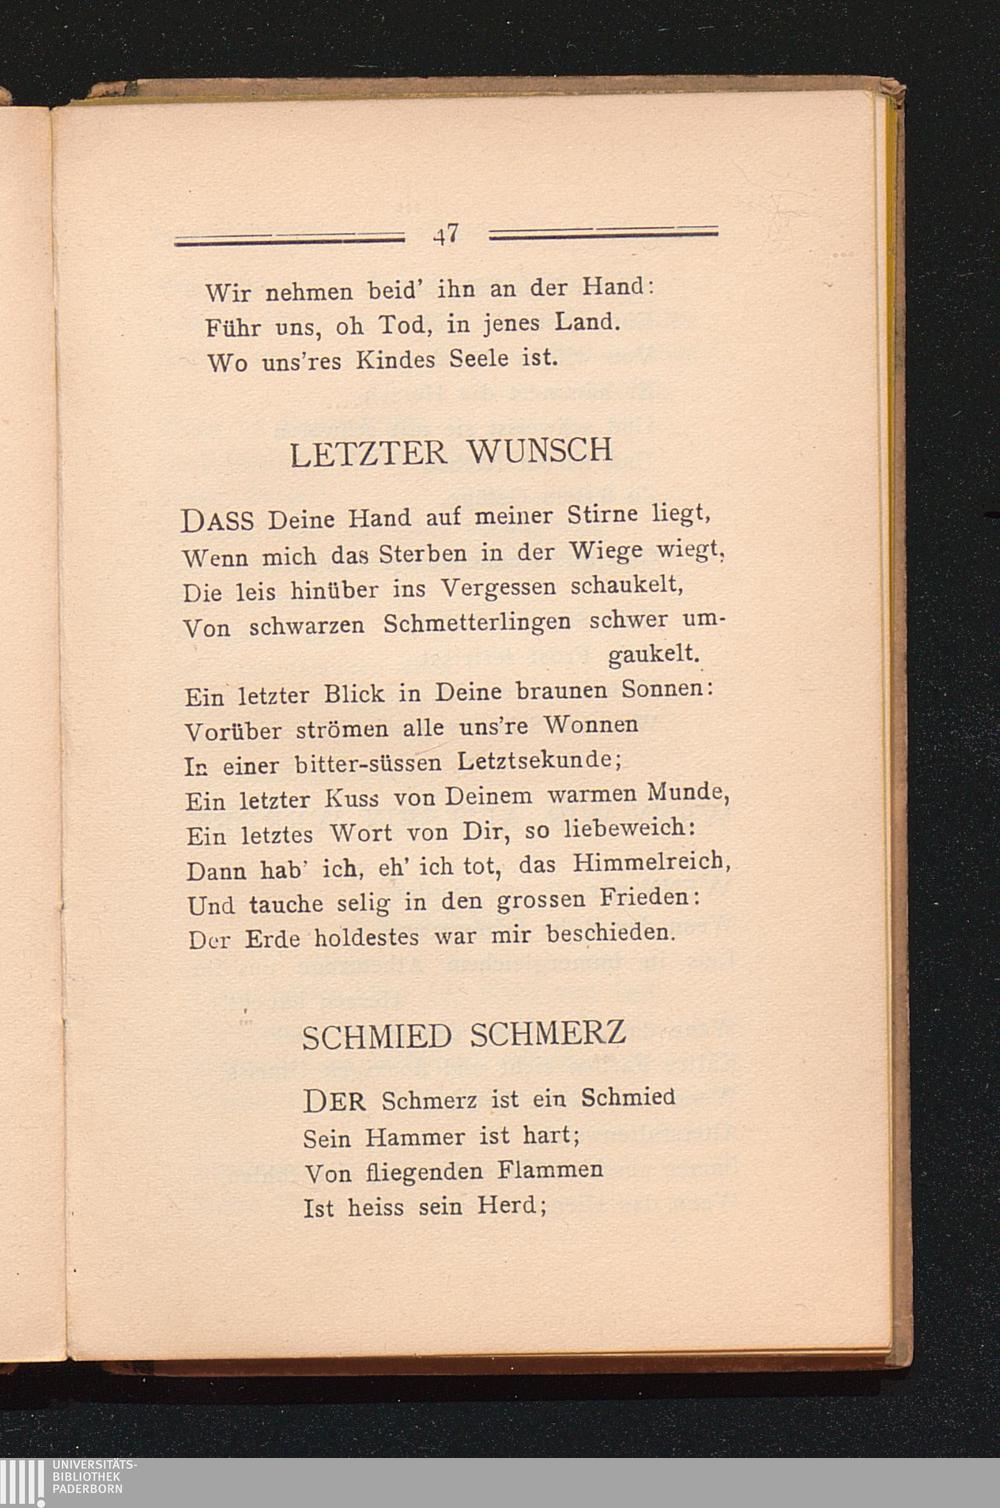 47
Wir nehmen beid' ihn an der Hand:
Führ uns, oh Tod, in jenes Land.
Wo uns'res Kindes Seele ist.
LETZTER WUNSCH
DASS Deine Hand auf meiner Stirne liegt,
Wenn mich das Sterben in der Wiege wiegt,
Die leis hinüber ins Vergessen schaukelt,
Von schwarzen Schmetterlingen schwer um-
gaukelt.
Ein letzter Blick in Deine braunen Sonnen:
Vorüber strömen alle uns're Wonnen
In einer bitter-süssen Letztsekunde;
Ein letzter Kuss von Deinem warmen Munde,
Ein letztes Wort von Dir, so liebeweich:
Dann hab' ich, eh' ich tot, das Himmelreich,
Und tauche selig in den grossen Frieden:
Der Erde holdestes war mir beschieden.
SCHMIED SCHMERZ
DER Schmerz ist ein Schmied
Sein Hammer ist hart;
Von fliegenden Flammen
Ist heiss sein Herd;
UNIVERSITÄTS-
BIBLIOTHEK
PADERBORN